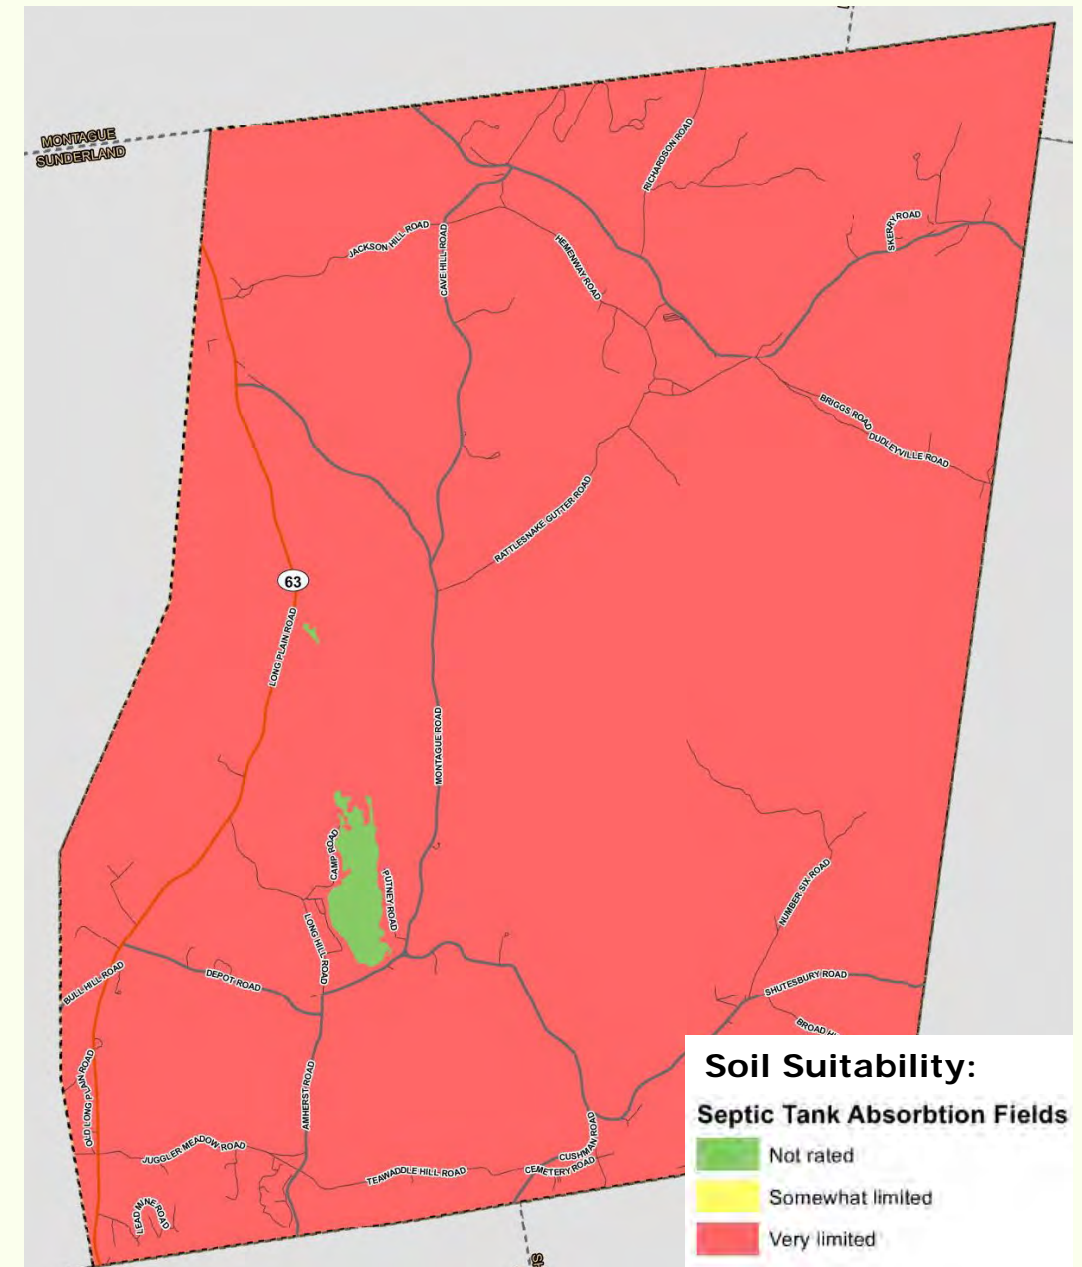 MONTAGUE
SUNDERLAND
RICHARDSON ROAD
SKERRY ROAD
JACKSON HILL ROAD
CAVE HILL ROAD
HEMENWAY ROAD
BRIGGS ROAD
DUDLEYVILLE ROAD
RATTLESNAKE GUTTER ROAD
63
LONG PLAIN ROAD
MONTAGUE ROAD
CAMP ROAD
PUTNEY ROAD
NUMBER SIX ROAD
LONG HILL ROAD
BULL HILL ROAD
DEPOT ROAD
SHUTESBURY ROAD
BROAD
OLD LONG PLAIN ROAD
AMHERST ROAD
JUGGLER MEADOW ROAD
CUSHMAN ROAD
CEMETERY ROAD
TEAWADDLE HILL ROAD
LEAD MINE ROAD
Soil Suitability:
Septic Tank Absorbtion Fields
Not rated
Somewhat limited
Very limited